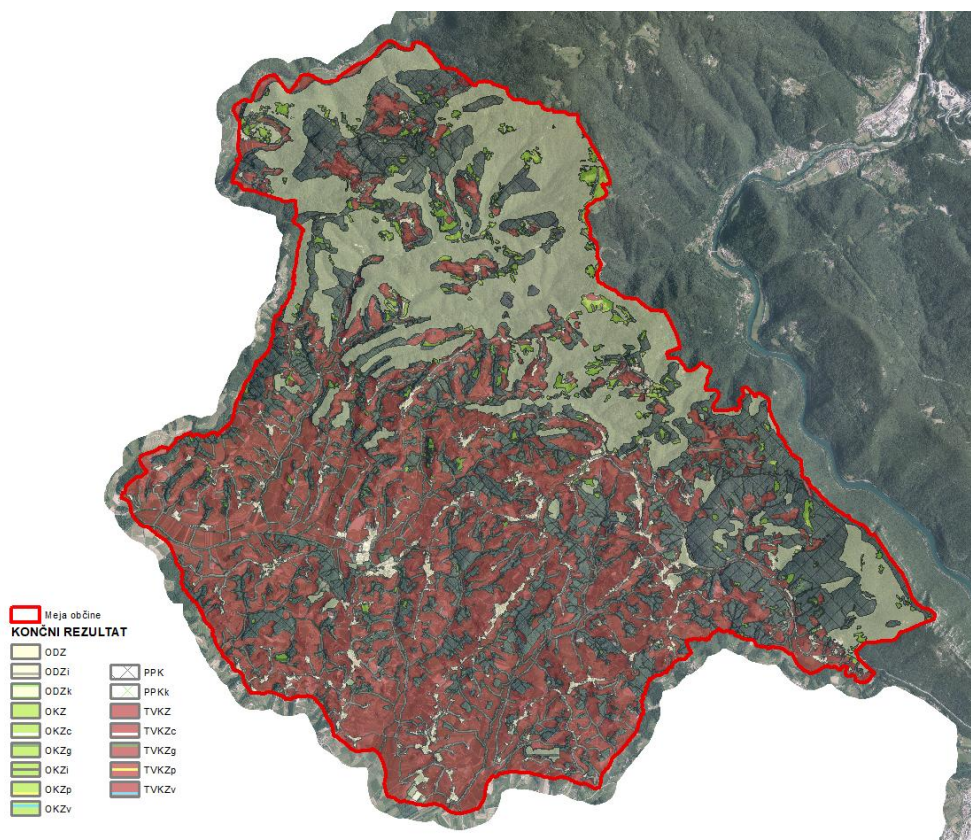 Meja občine
KONČNI REZULTAT
ODZ
ODZi
ODZk
OKZ
OKZc
OKZg
OKZi
OKZp
OKZv
PPK
PPKk
TVKZ
TVKZc
TVKZg
TVKZp
TVKZv